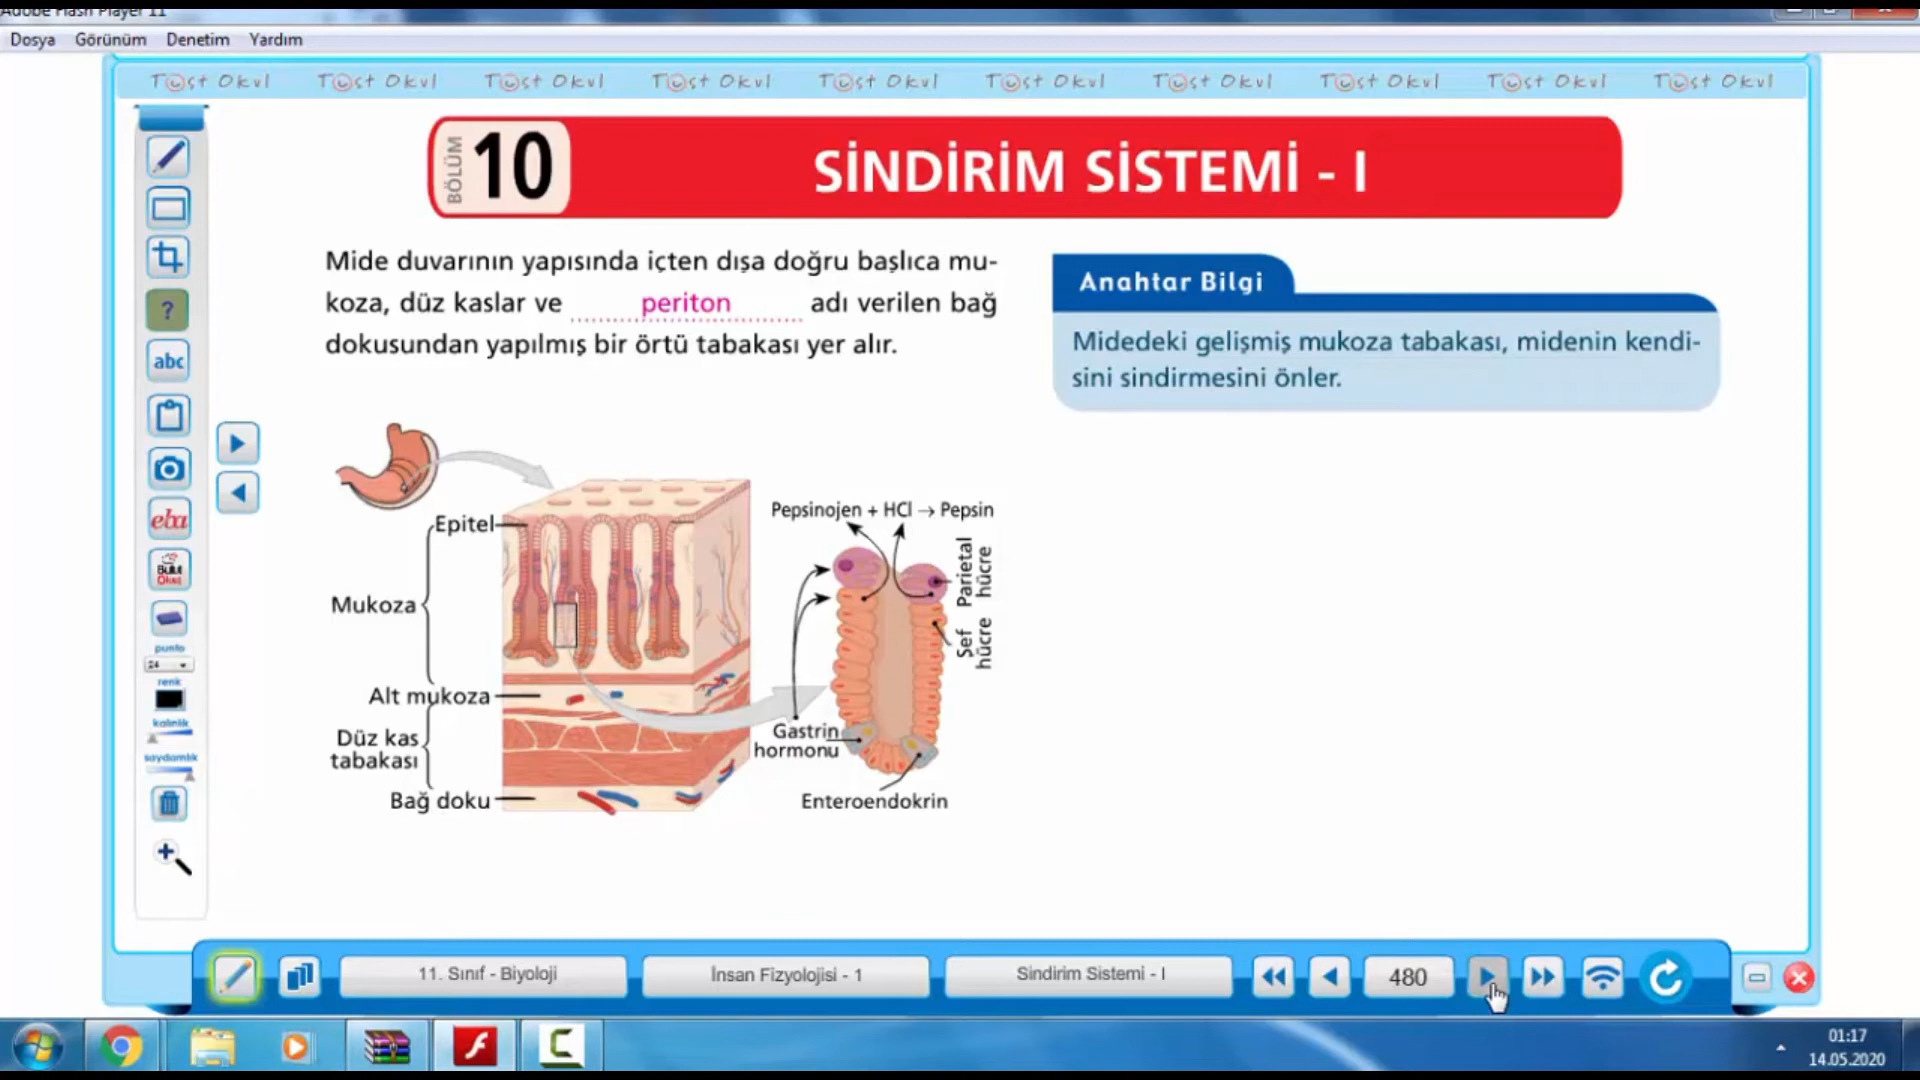 Adobe Flash Player 11
Dosya Görünüm Denetim Yardım
Test Okul Test Okul Test Okul Test Okul Test Okul Test Okul Test Okul Test Okul Test Okul Test Okul
BÖLÜM 10 SİNDİRİM SİSTEMİ - I
Mide duvarının yapısında içten dışa doğru başlıca mu-
koza, düz kaslar ve periton adı verilen bağ
dokusundan yapılmış bir örtü tabakası yer alır.
Anahtar Bilgi
Midedeki gelişmiş mukoza tabakası, midenin kendi-
sini sindirmesini önler.
Epitel
Mukoza
Alt mukoza
Düz kas
tabakası
Bağ doku
Pepsinojen + HCl → Pepsin
Parietal
hücre
Şef
hücre
Gastrin
hormonu
Enteroendokrin
?
abc
eba
Bulut
Okul
punto
24
renk
kalınlık
saydamlık
11. Sınıf - Biyoloji
İnsan Fizyolojisi - 1
Sindirim Sistemi - I
480
01:17
14.05.2020